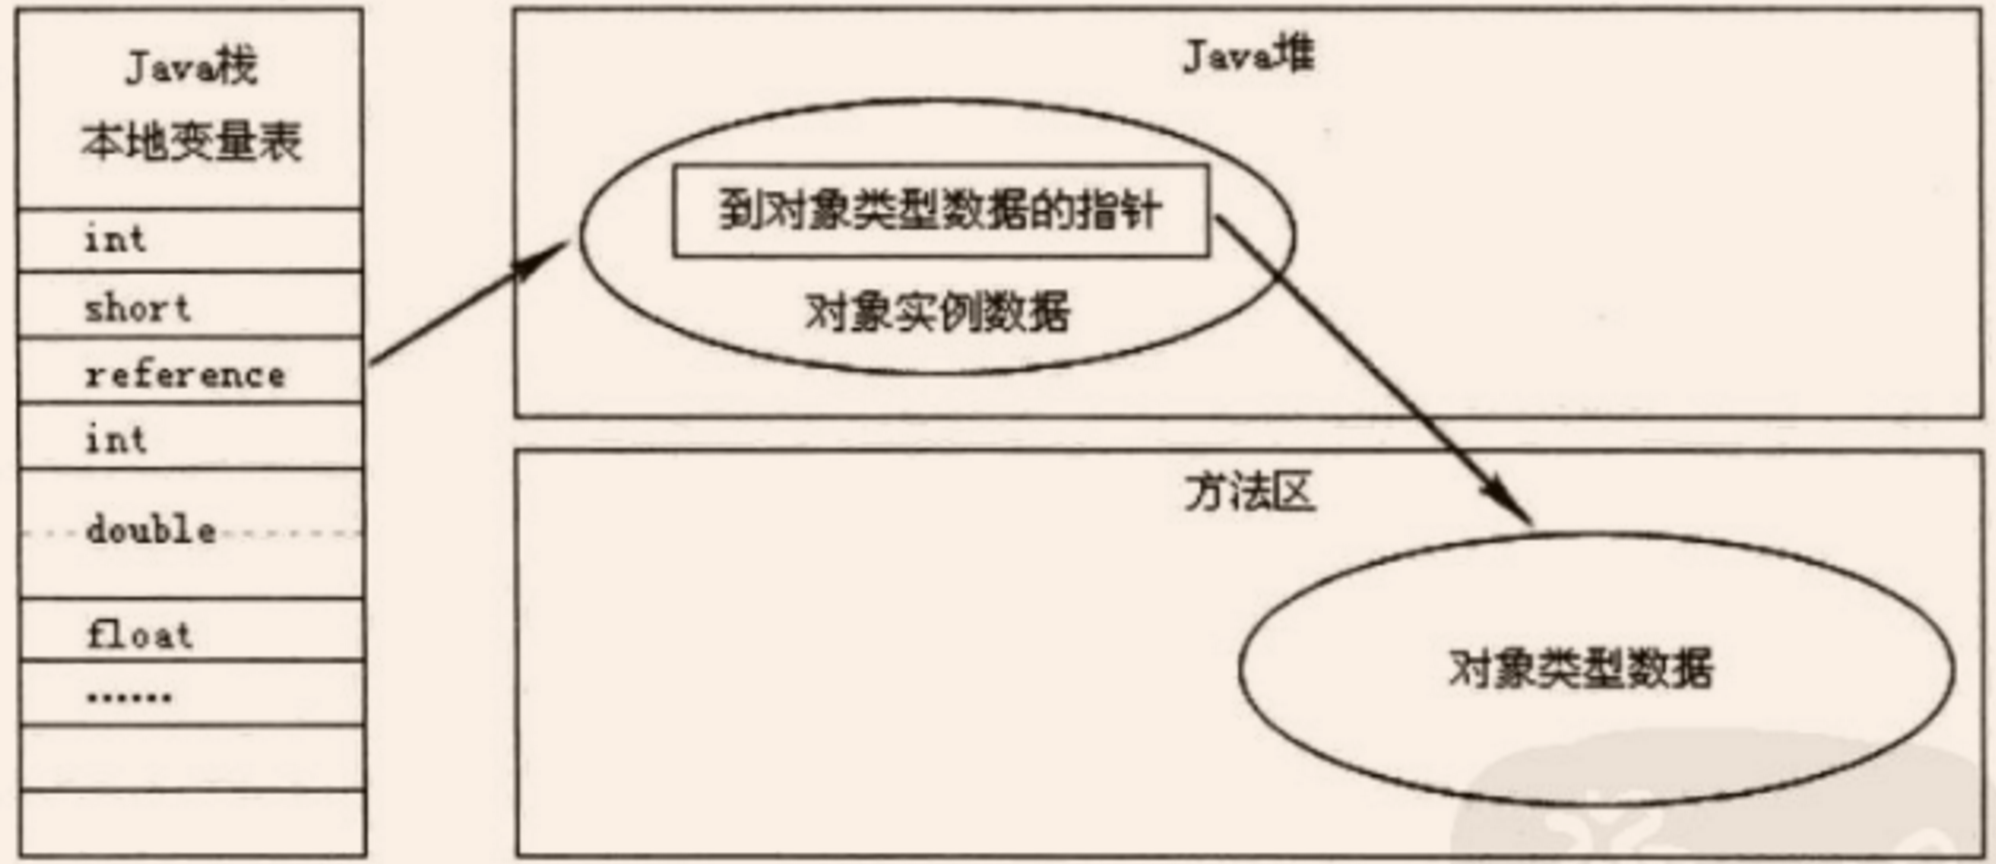 Java栈
本地变量表
int
short
reference
int
double
float
……
Java堆
到对象类型数据的指针
对象实例数据
方法区
对象类型数据